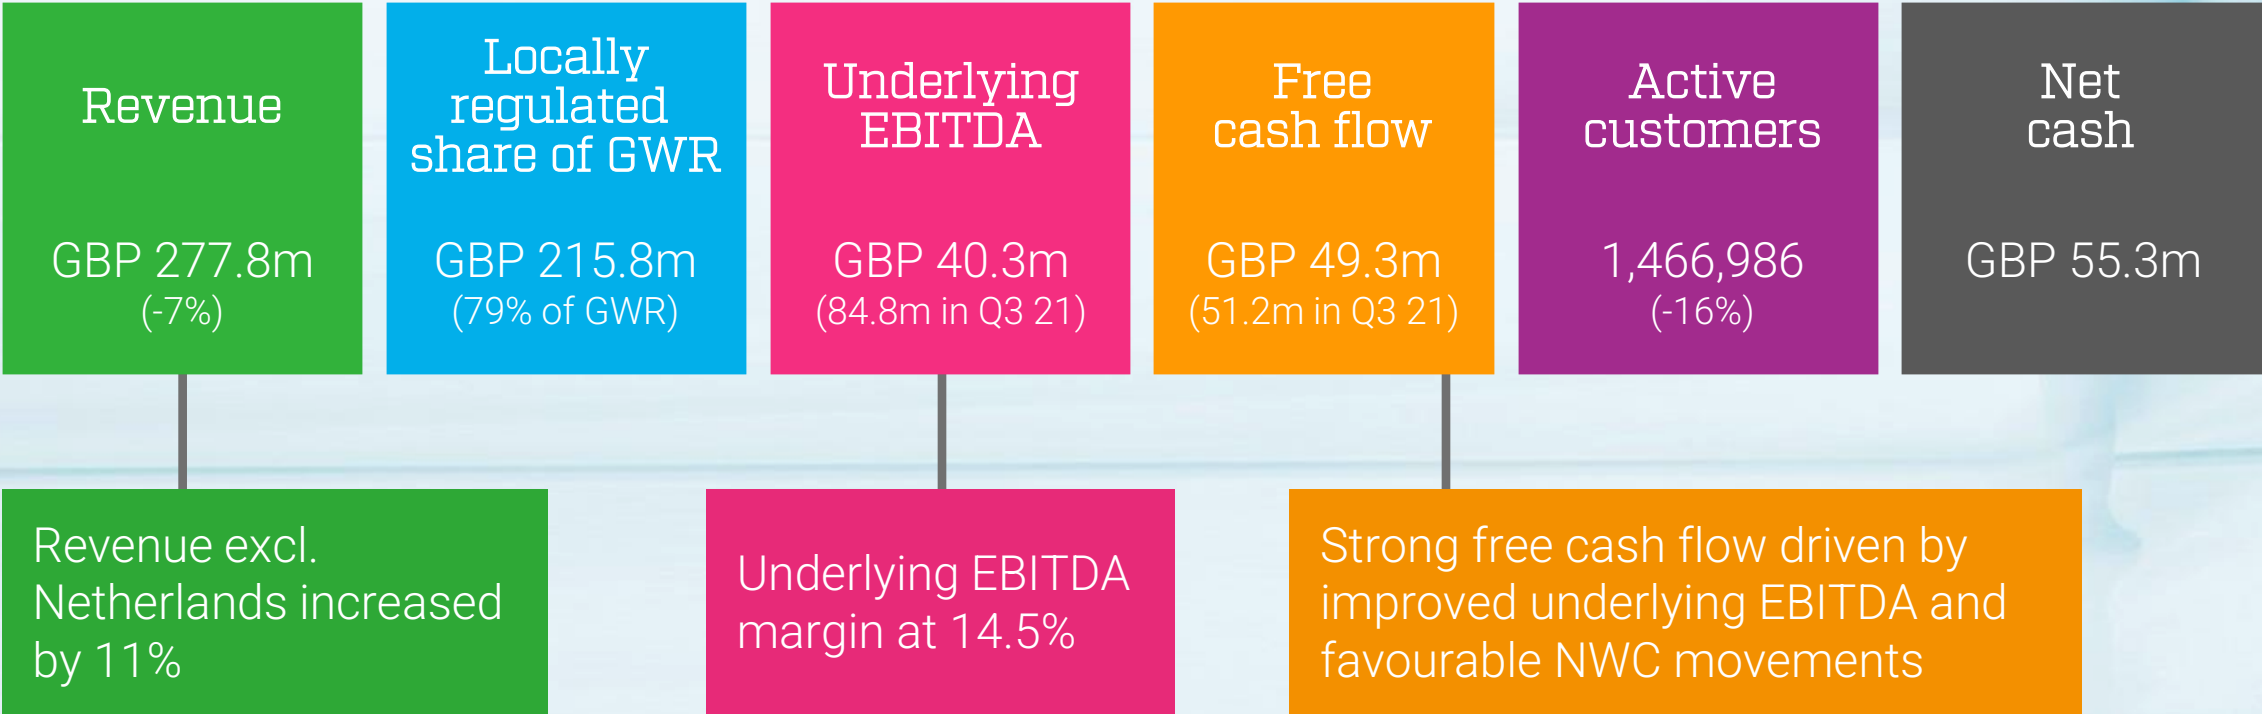 Revenue
GBP 277.8m
(-7%)
Locally
regulated
share of GWR
GBP 215.8m
(79% of GWR)
Underlying
EBITDA
GBP 40.3m
(84.8m in Q3 21)
Free
cash flow
GBP 49.3m
(51.2m in Q3 21)
Active
customers
1,466,986
(-16%)
Net
cash
GBP 55.3m
Revenue excl.
Netherlands increased
by 11%
Underlying EBITDA
margin at 14.5%
Strong free cash flow driven by
improved underlying EBITDA and
favourable NWC movements